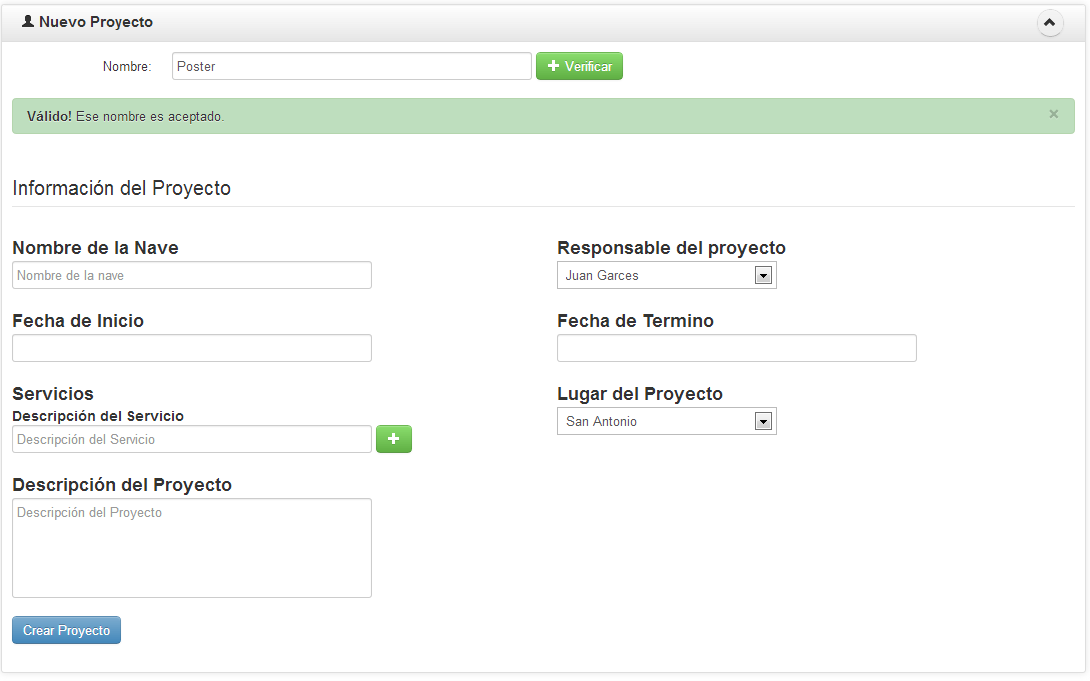 Nuevo Proyecto
Nombre: Poster Verificar
Válido! Ese nombre es aceptado. ×
Información del Proyecto
Nombre de la Nave
Nombre de la nave
Responsable del proyecto
Juan Garces
Fecha de Inicio
Fecha de Termino
Servicios
Descripción del Servicio
Descripción del Servicio
Lugar del Proyecto
San Antonio
Descripción del Proyecto
Descripción del Proyecto
Crear Proyecto